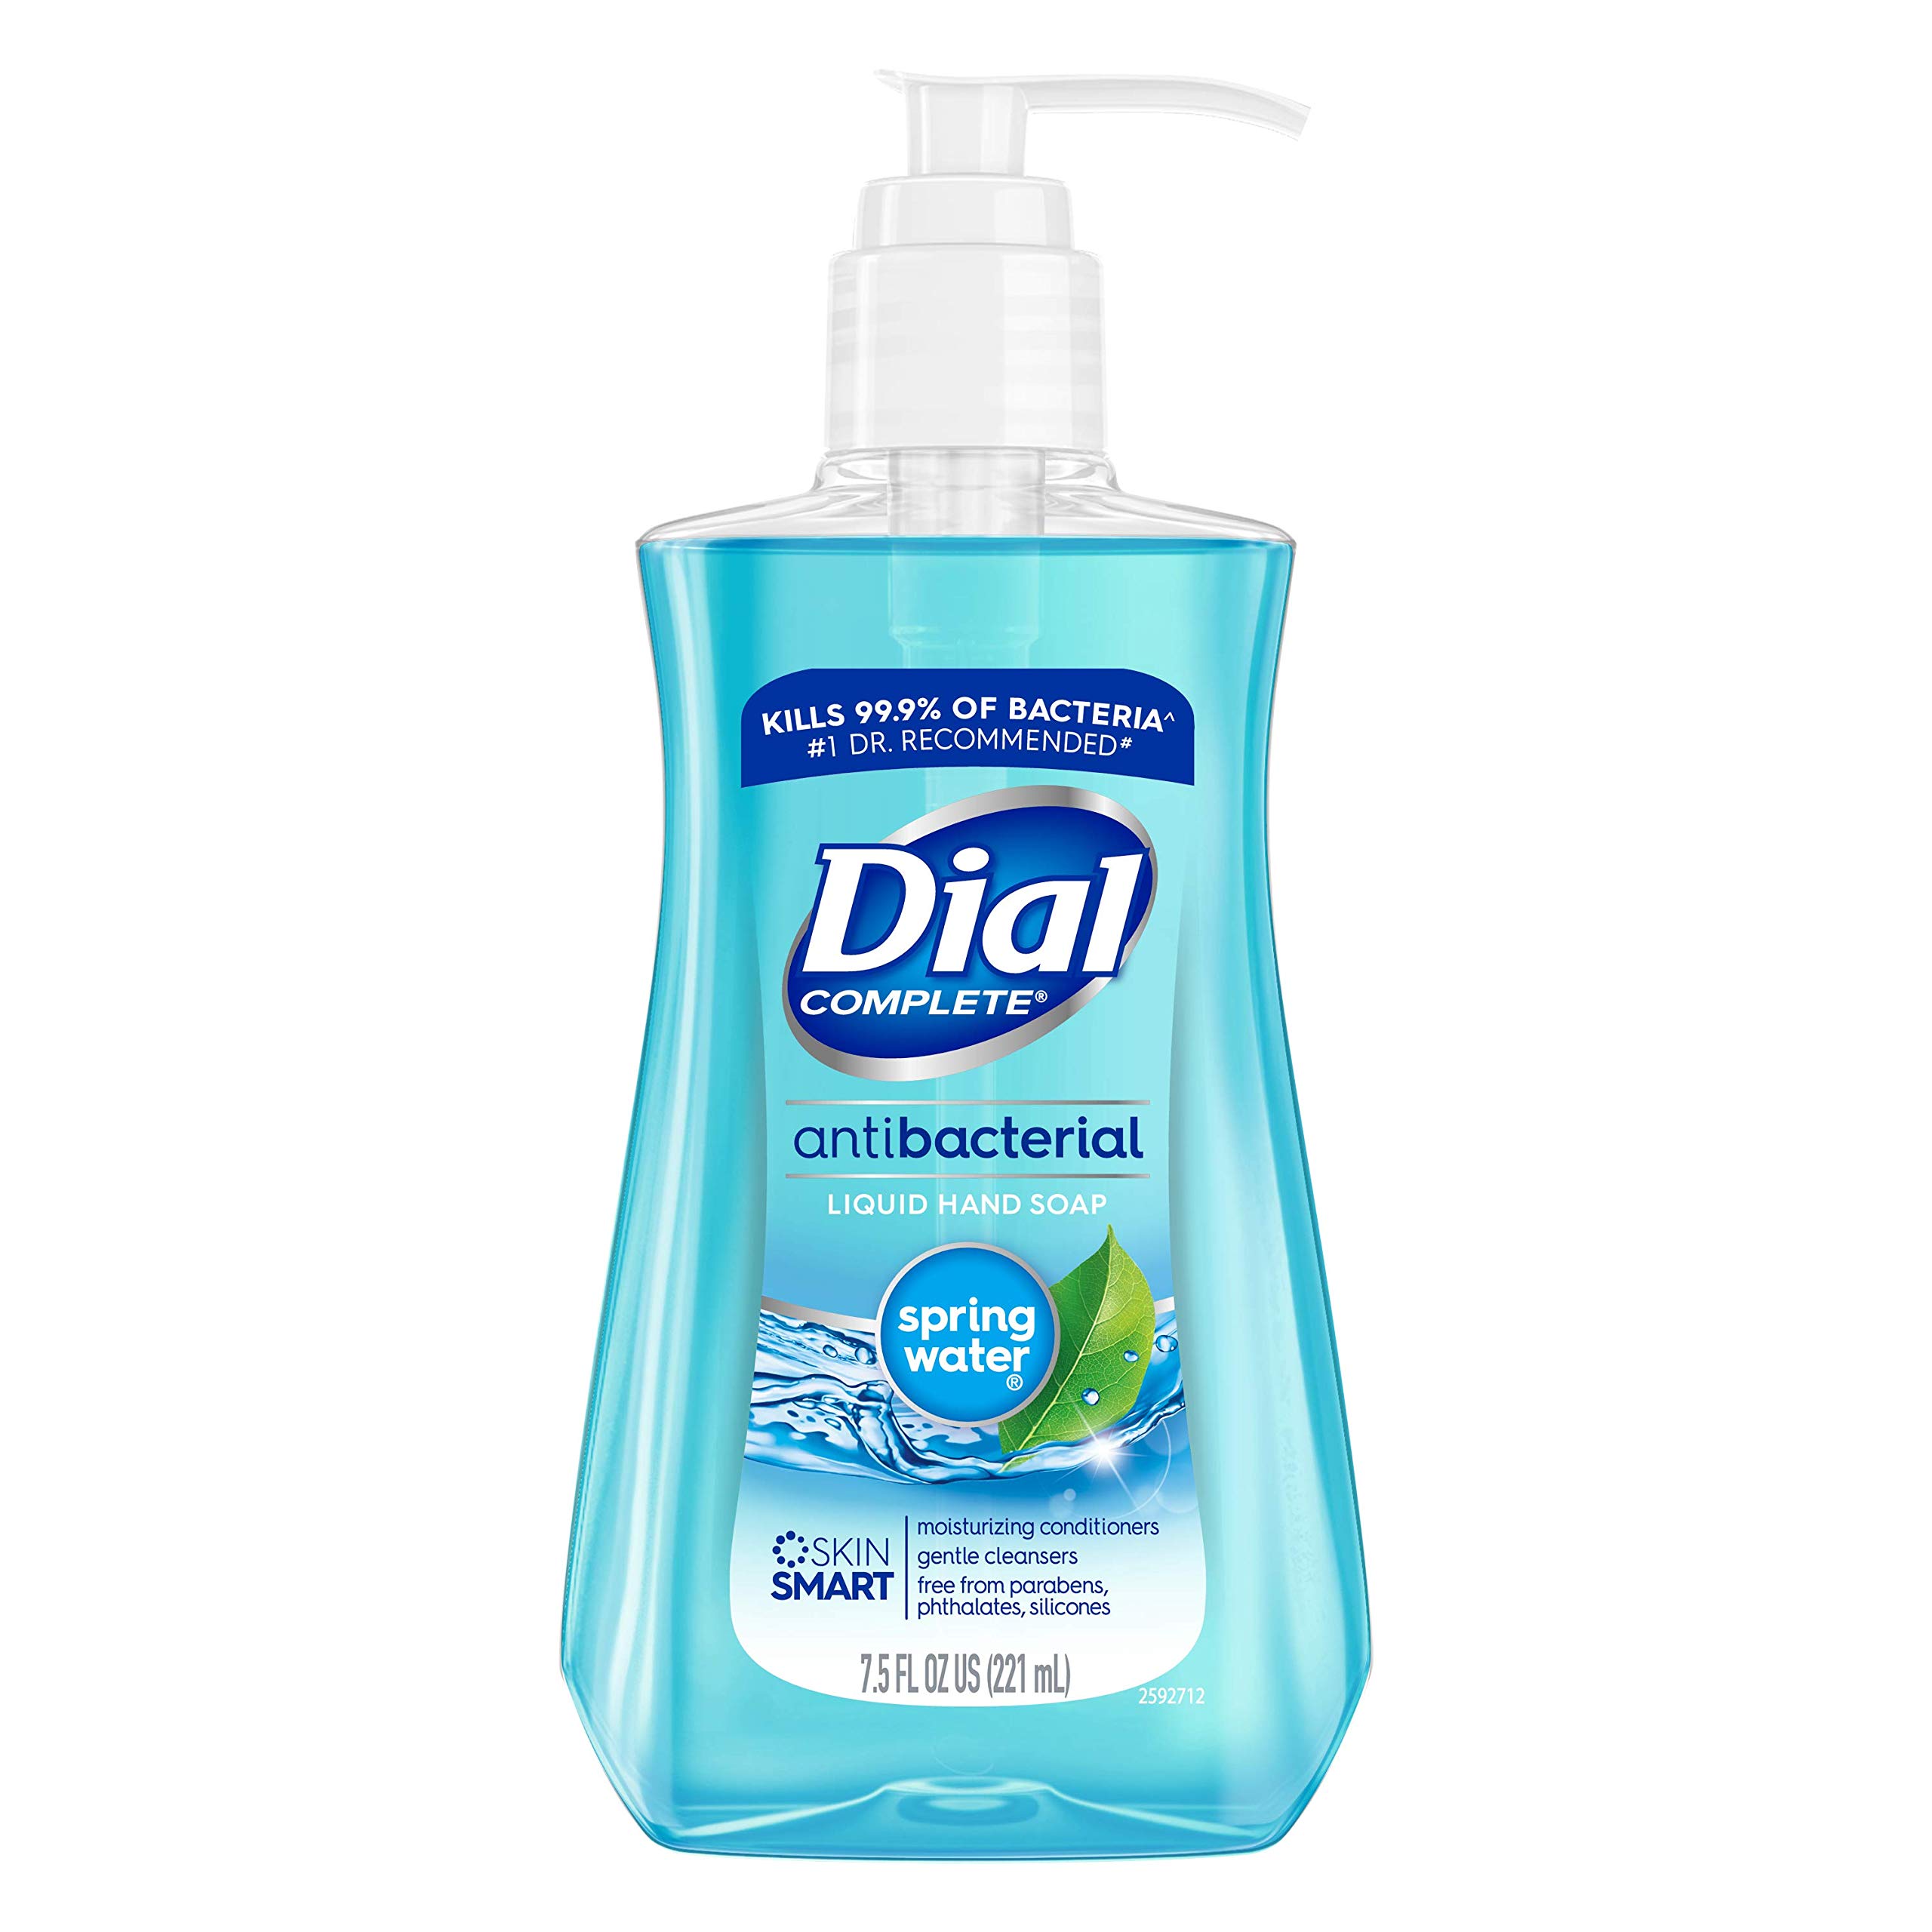 KILLS 99.9% OF BACTERIA^
#1 DR. RECOMMENDED#
Dial
COMPLETE®
antibacterial
LIQUID HAND SOAP
spring
water
®
SKIN
SMART
moisturizing conditioners
gentle cleansers
free from parabens,
phthalates, silicones
7.5 FL OZ US (221 mL)
2592712